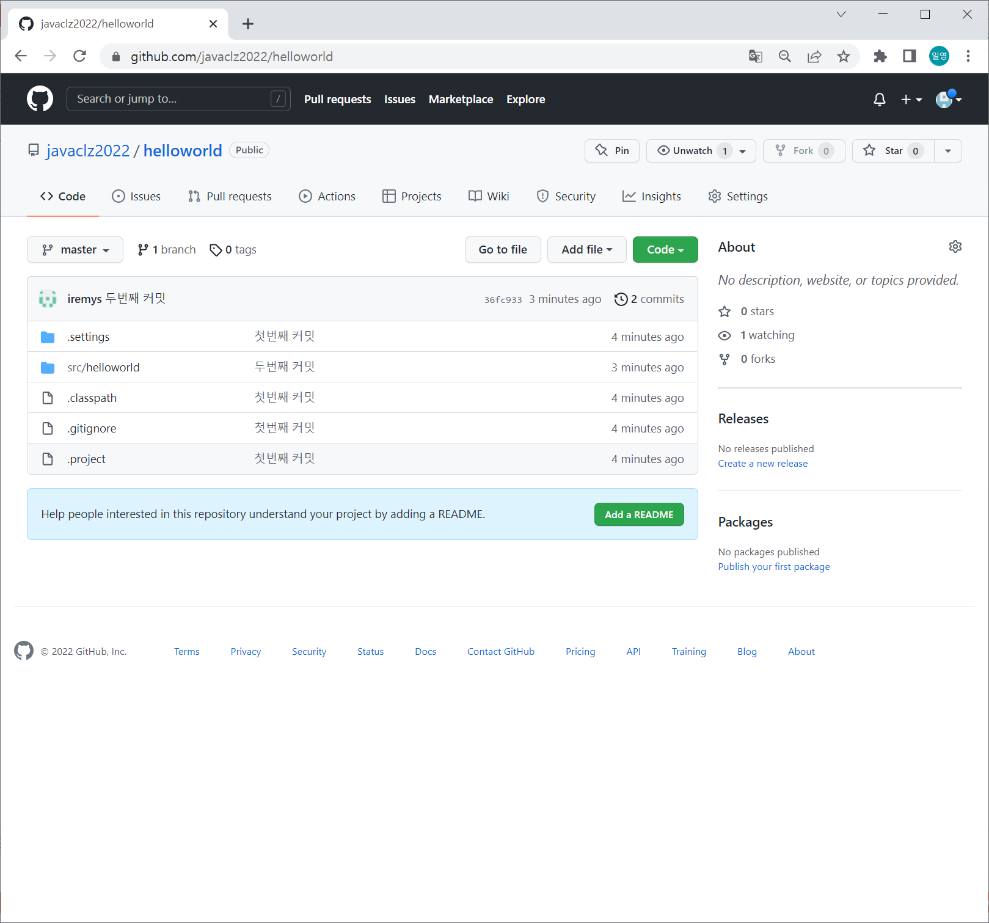 javaclz2022/helloworld
github.com/javaclz2022/helloworld
일영
Search or jump to... /
Pull requests Issues Marketplace Explore
javaclz2022 / helloworld Public
Pin Unwatch 1 Fork 0 Star 0
Code Issues Pull requests Actions Projects Wiki Security Insights Settings
master 1 branch 0 tags
Go to file Add file Code
iremys 두번째 커밋 36fc933 3 minutes ago 2 commits
.settings 첫번째 커밋 4 minutes ago
src/helloworld 두번째 커밋 3 minutes ago
.classpath 첫번째 커밋 4 minutes ago
.gitignore 첫번째 커밋 4 minutes ago
.project 첫번째 커밋 4 minutes ago
Help people interested in this repository understand your project by adding a README. Add a README
About
No description, website, or topics provided.
0 stars
1 watching
0 forks
Releases
No releases published
Create a new release
Packages
No packages published
Publish your first package
© 2022 GitHub, Inc. Terms Privacy Security Status Docs Contact GitHub Pricing API Training Blog About